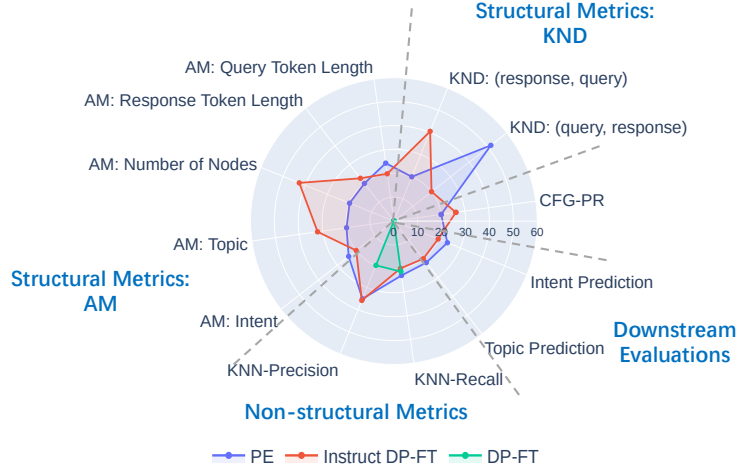 Structural Metrics:
KND
AM: Query Token Length
KND: (response, query)
AM: Response Token Length
KND: (query, response)
AM: Number of Nodes
CFG-PR
0 10 20 30 40 50 60
AM: Topic
Structural Metrics:
AM
Intent Prediction
AM: Intent
Downstream
Evaluations
Topic Prediction
KNN-Precision
KNN-Recall
Non-structural Metrics
PE Instruct DP-FT DP-FT